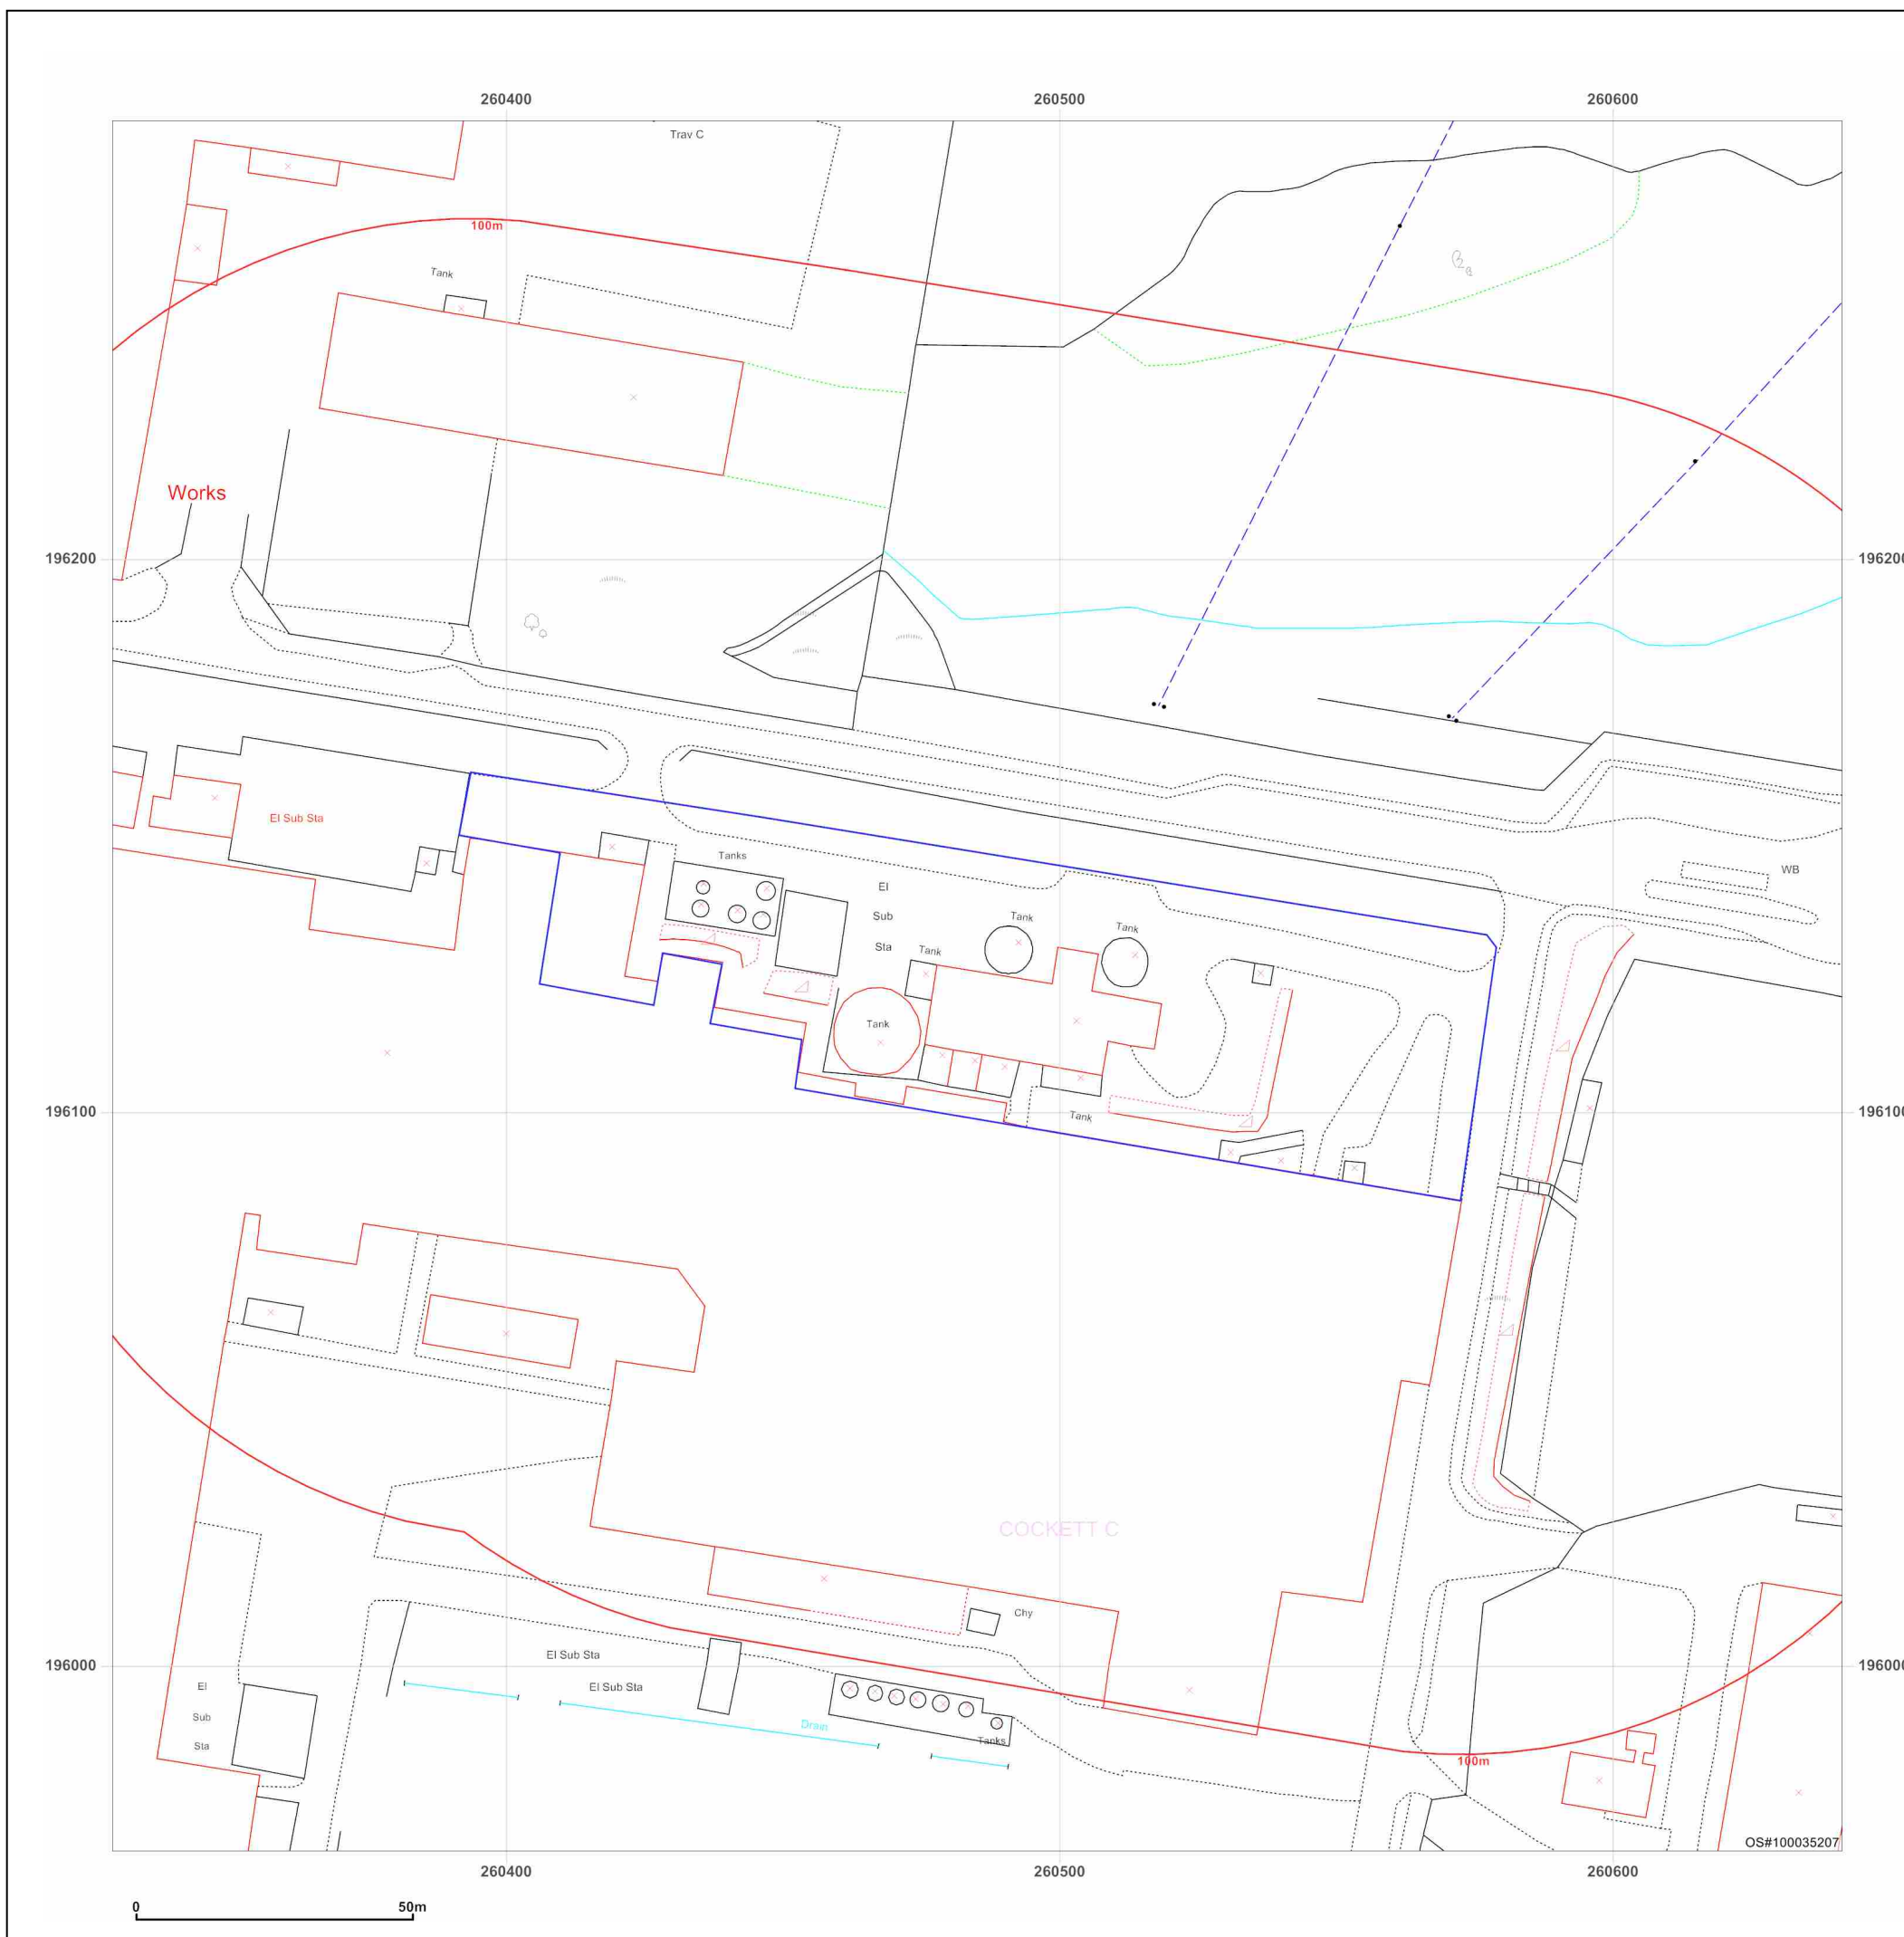 260400
260500
260600
Trav C
100m
Tank
Works
196200
196200
El Sub Sta
Tanks
WB
El
Sub
Sta
Tank
Tank
Tank
Tank
196100
196100
Tank
COCKETT C
Chy
El Sub Sta
196000
196000
El
El Sub Sta
Sub
Drain
Sta
Tanks
100m
OS#100035207
260400
260500
260600
0
50m